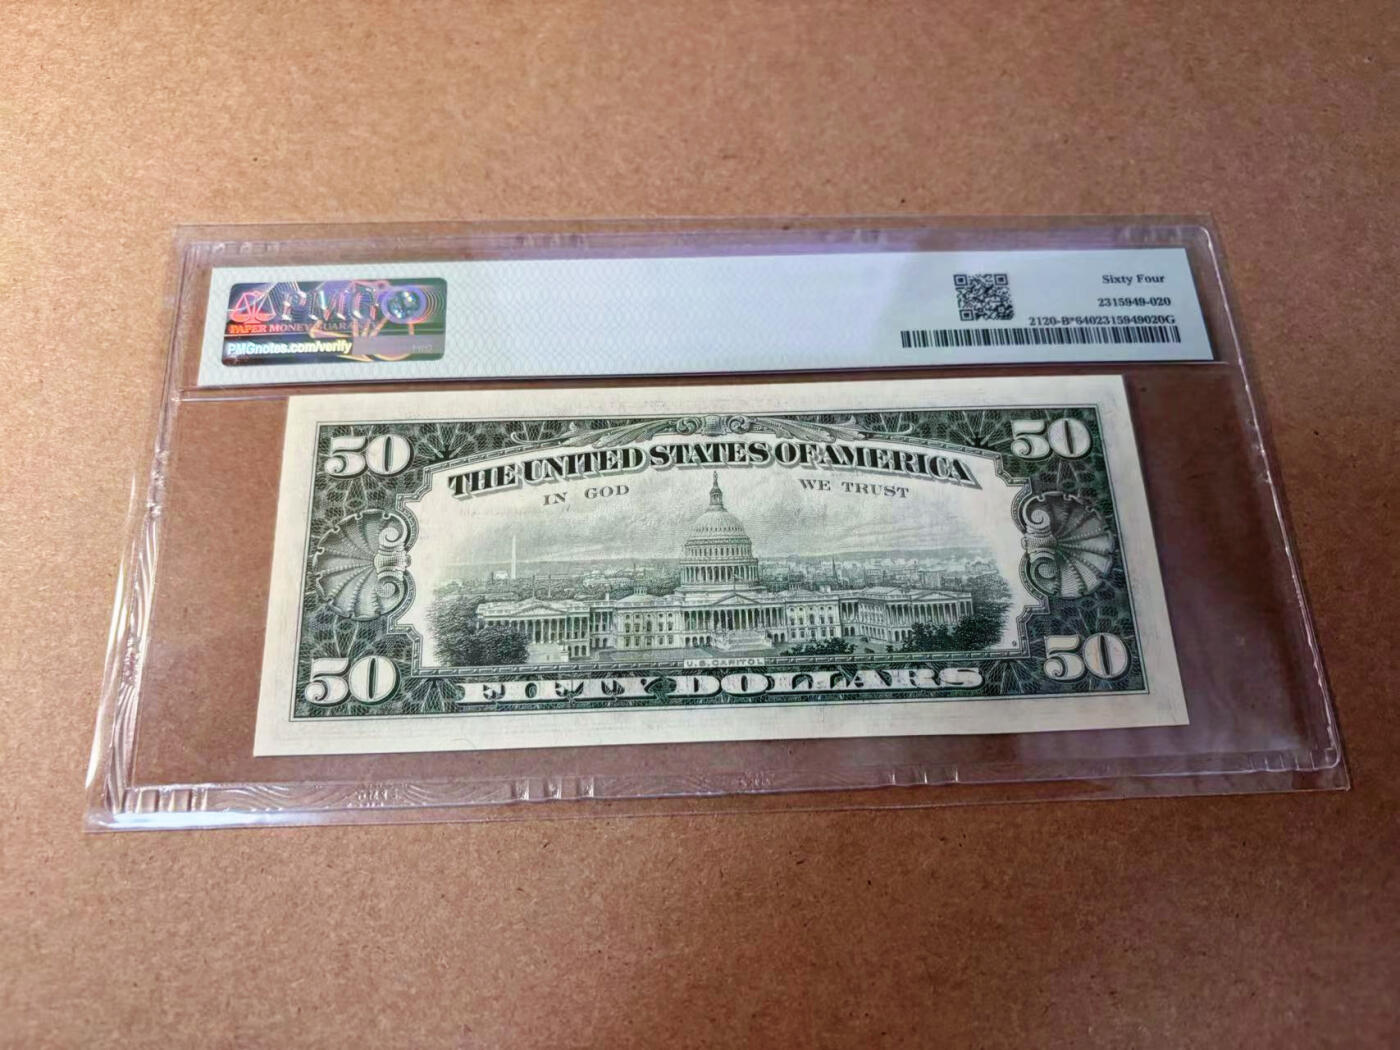 PMG
PAPER MONEY GUARANTY
PMGnotes.com/verify
Sixty Four
2315949-020
2120-B*6402315949020G
50
50
THE UNITED STATES OF AMERICA
IN GOD WE TRUST
U.S. CAPITOL
50
50
FIFTY DOLLARS